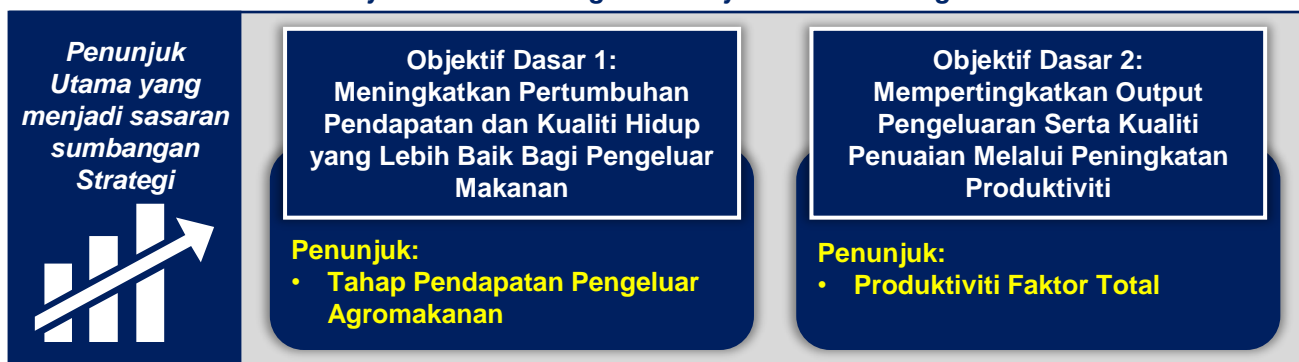 Penunjuk
Utama yang
menjadi sasaran
sumbangan
Strategi
Objektif Dasar 1:
Meningkatkan Pertumbuhan
Pendapatan dan Kualiti Hidup
yang Lebih Baik Bagi Pengeluar
Makanan
Penunjuk:
• Tahap Pendapatan Pengeluar
Agromakanan
Objektif Dasar 2:
Mempertingkatkan Output
Pengeluaran Serta Kualiti
Penuaian Melalui Peningkatan
Produktiviti
Penunjuk:
• Produktiviti Faktor Total